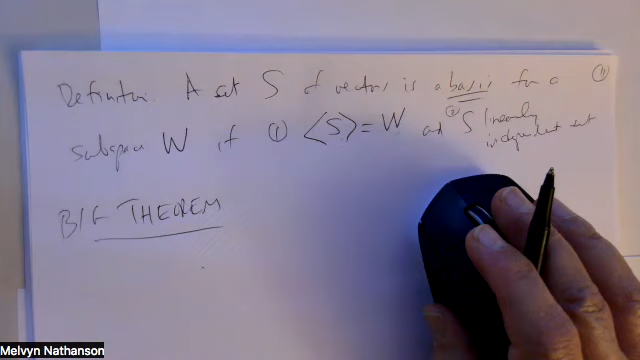 Definition. A set S of vectors is a basis for a ⑪
subspace W if ① <S> = W and ② S linearly
independent set
BIG THEOREM
Melvyn Nathanson